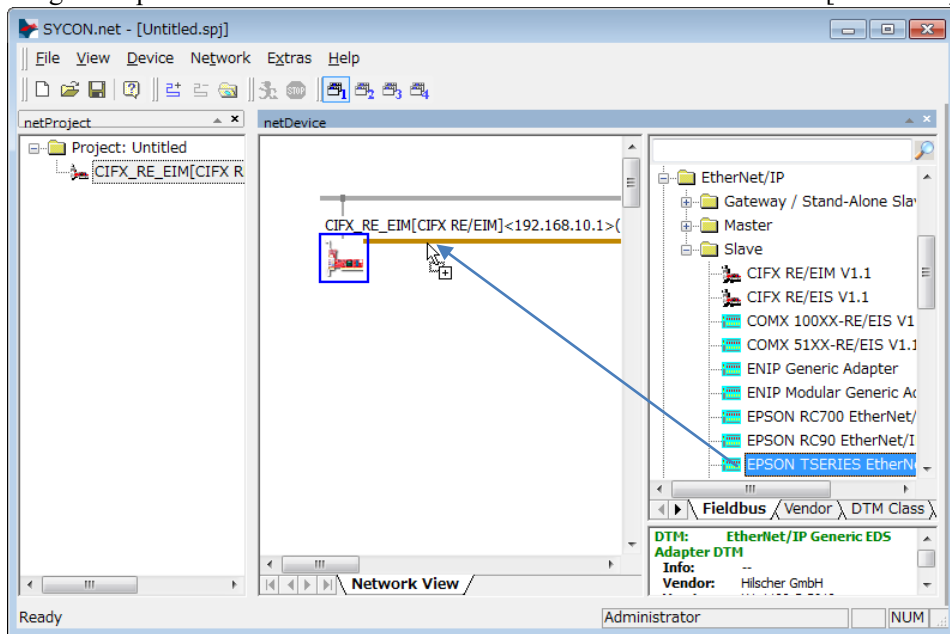 SYCON.net - [Untitled.spj]
File View Device Network Extras Help
netProject
netDevice
Project: Untitled
CIFX_RE_EIM[CIFX R
CIFX_RE_EIM[CIFX RE/EIM]<192.168.10.1>(
EtherNet/IP
Gateway / Stand-Alone Sla
Master
Slave
CIFX RE/EIM V1.1
CIFX RE/EIS V1.1
COMX 100XX-RE/EIS V1
COMX 51XX-RE/EIS V1.1
ENIP Generic Adapter
ENIP Modular Generic A
EPSON RC700 EtherNet/
EPSON RC90 EtherNet/I
EPSON TSERIES EtherN
Fieldbus Vendor DTM Class
DTM: EtherNet/IP Generic EDS
Adapter DTM
Info: --
Vendor: Hilscher GmbH
Network View
Ready
Administrator
NUM